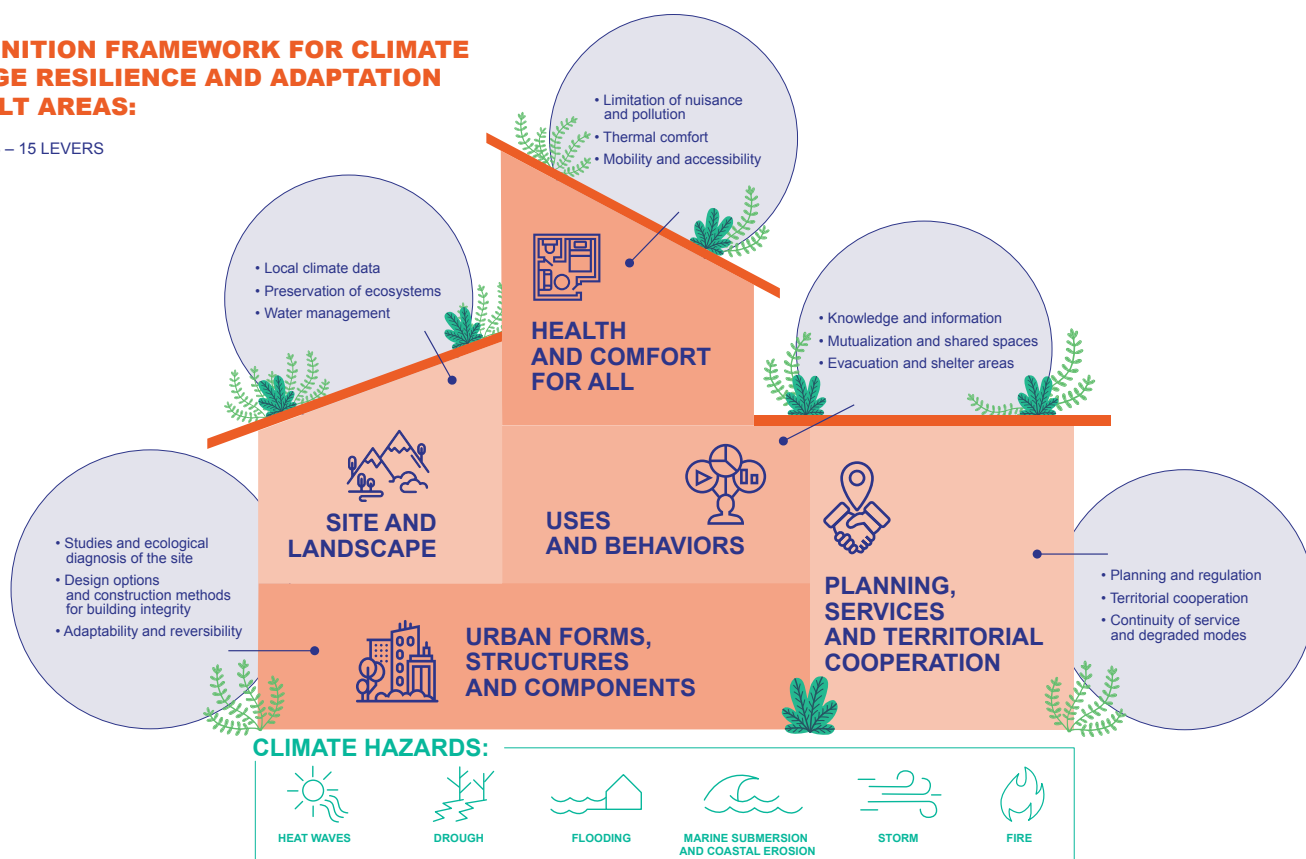 NITION FRAMEWORK FOR CLIMATE
GE RESILIENCE AND ADAPTATION
LT AREAS:
– 15 LEVERS
• Limitation of nuisance
and pollution
• Thermal comfort
• Mobility and accessibility
• Local climate data
• Preservation of ecosystems
• Water management
HEALTH
AND COMFORT
FOR ALL
• Knowledge and information
• Mutualization and shared spaces
• Evacuation and shelter areas
SITE AND
LANDSCAPE
USES
AND BEHAVIORS
• Studies and ecological
diagnosis of the site
• Design options
and construction methods
for building integrity
• Adaptability and reversibility
PLANNING,
SERVICES
AND TERRITORIAL
COOPERATION
• Planning and regulation
• Territorial cooperation
• Continuity of service
and degraded modes
URBAN FORMS,
STRUCTURES
AND COMPONENTS
CLIMATE HAZARDS:
HEAT WAVES
DROUGH
FLOODING
MARINE SUBMERSION
AND COASTAL EROSION
STORM
FIRE